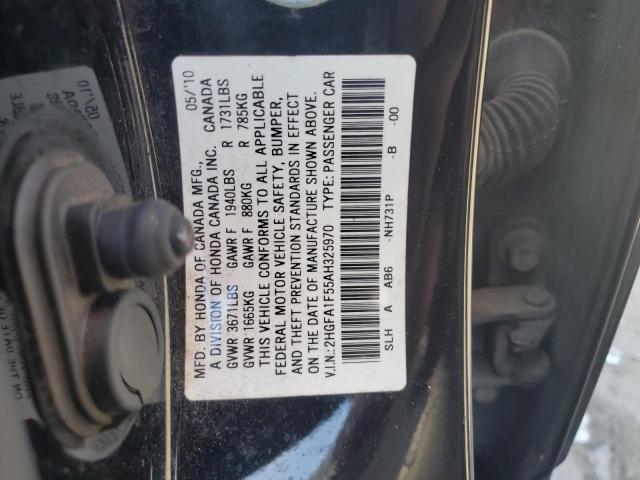 05/'10
MFD. BY HONDA OF CANADA MFG.,
A DIVISION OF HONDA CANADA INC. CANADA
GVWR 3671LBS GAWR F 1940LBS R 1731LBS
GVWR 1665KG GAWR F 880KG R 785KG
THIS VEHICLE CONFORMS TO ALL APPLICABLE
FEDERAL MOTOR VEHICLE SAFETY, BUMPER,
AND THEFT PREVENTION STANDARDS IN EFFECT
ON THE DATE OF MANUFACTURE SHOWN ABOVE.
V.I.N.:2HGFA1F55AH325970 TYPE: PASSENGER CAR
SLH A AB6 -NH731P -B -00
05/'10